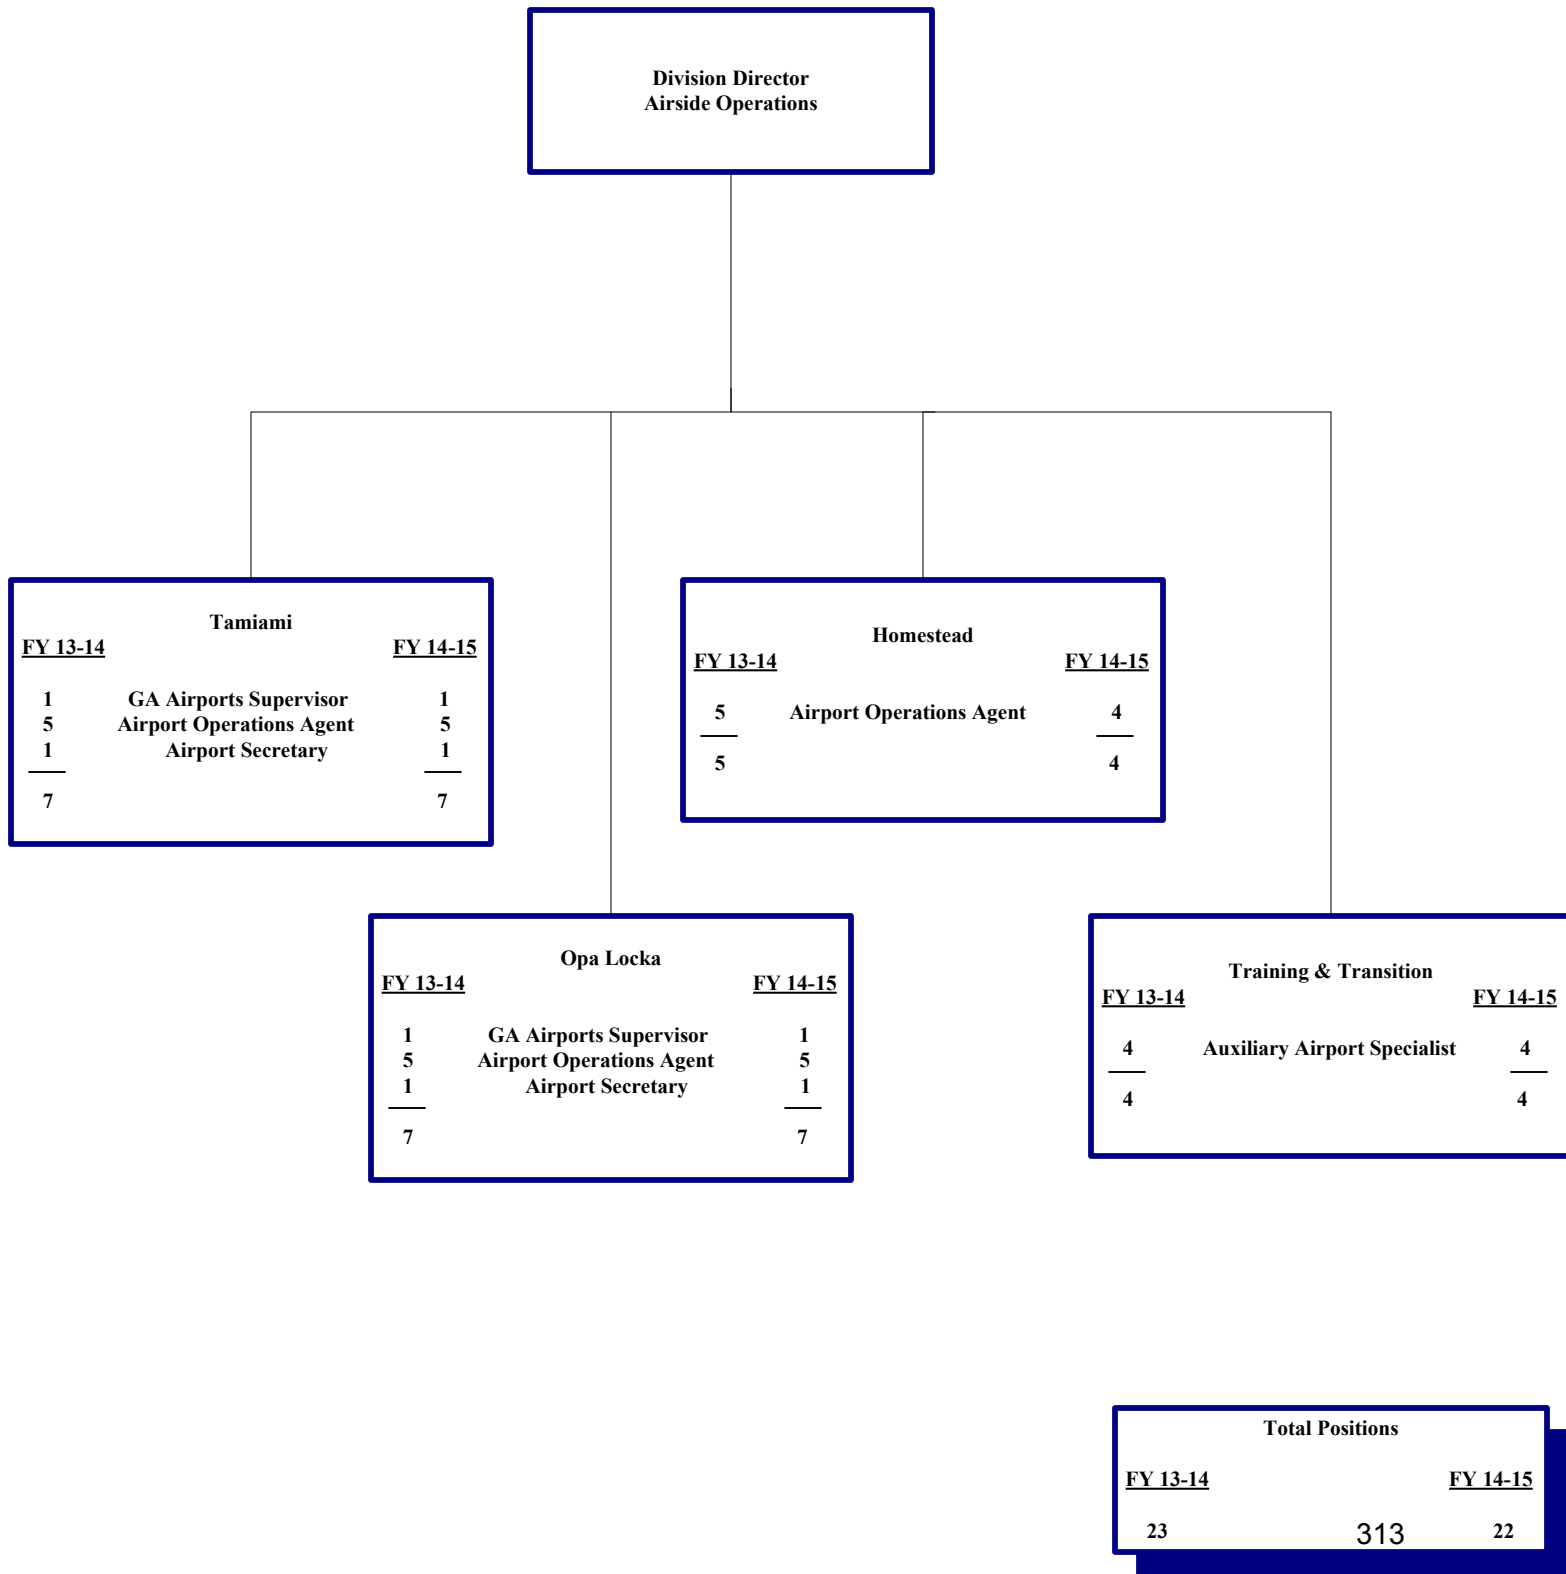 Division Director
Airside Operations
Tamiami
FY 13-14 FY 14-15
1 GA Airports Supervisor 1
5 Airport Operations Agent 5
1 Airport Secretary 1
7 7
Homestead
FY 13-14 FY 14-15
5 Airport Operations Agent 4
5 4
Opa Locka
FY 13-14 FY 14-15
1 GA Airports Supervisor 1
5 Airport Operations Agent 5
1 Airport Secretary 1
7 7
Training & Transition
FY 13-14 FY 14-15
4 Auxiliary Airport Specialist 4
4 4
Total Positions
FY 13-14 FY 14-15
23 313 22